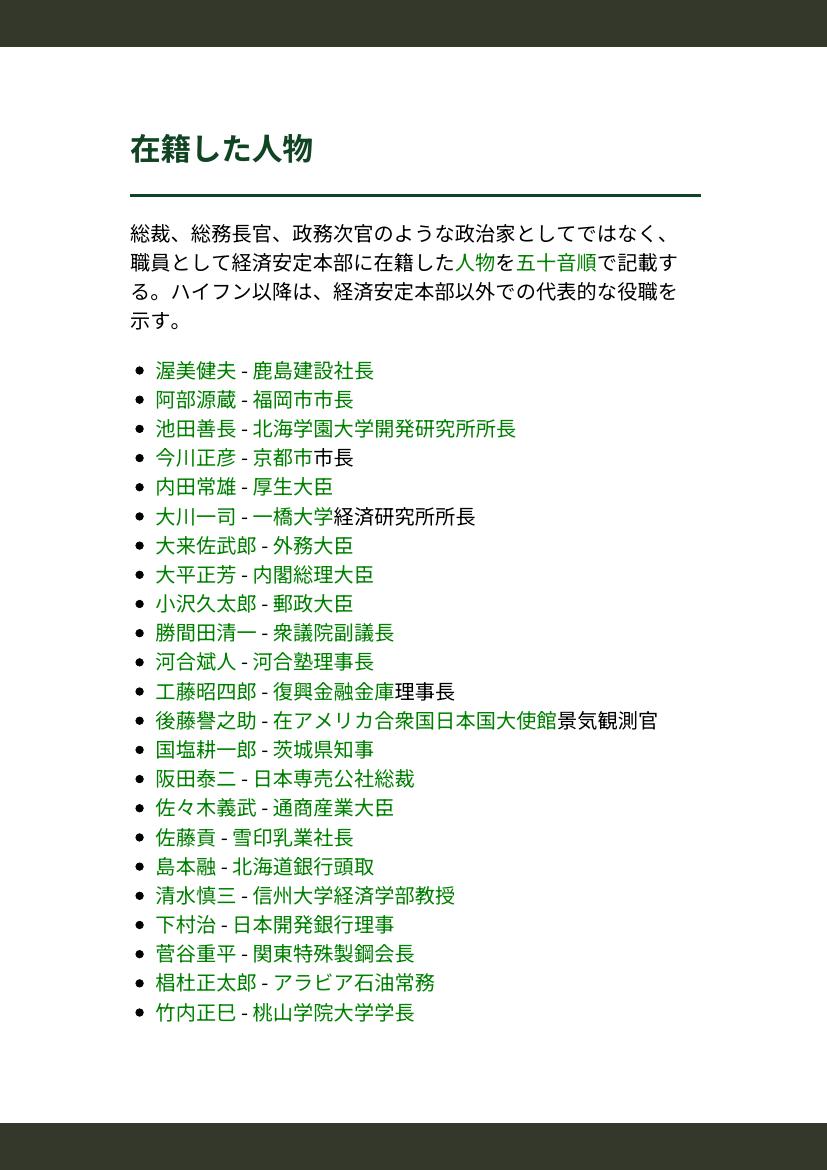 在籍した人物
総裁、総務長官、政務次官のような政治家としてではなく、
職員として経済安定本部に在籍した人物を五十音順で記載す
る。ハイフン以降は、経済安定本部以外での代表的な役職を
示す。
渥美健夫 - 鹿島建設社長
阿部源蔵 - 福岡市市長
池田善長 - 北海学園大学開発研究所所長
今川正彦 - 京都市市長
内田常雄 - 厚生大臣
大川一司 - 一橋大学経済研究所所長
大来佐武郎 - 外務大臣
大平正芳 - 内閣総理大臣
小沢久太郎 - 郵政大臣
勝間田清一 - 衆議院副議長
河合斌人 - 河合塾理事長
工藤昭四郎 - 復興金融金庫理事長
後藤譽之助 - 在アメリカ合衆国日本国大使館景気観測官
国塩耕一郎 - 茨城県知事
阪田泰二 - 日本専売公社総裁
佐々木義武 - 通商産業大臣
佐藤貢 - 雪印乳業社長
島本融 - 北海道銀行頭取
清水慎三 - 信州大学経済学部教授
下村治 - 日本開発銀行理事
菅谷重平 - 関東特殊製鋼会長
椙杜正太郎 - アラビア石油常務
竹内正巳 - 桃山学院大学学長